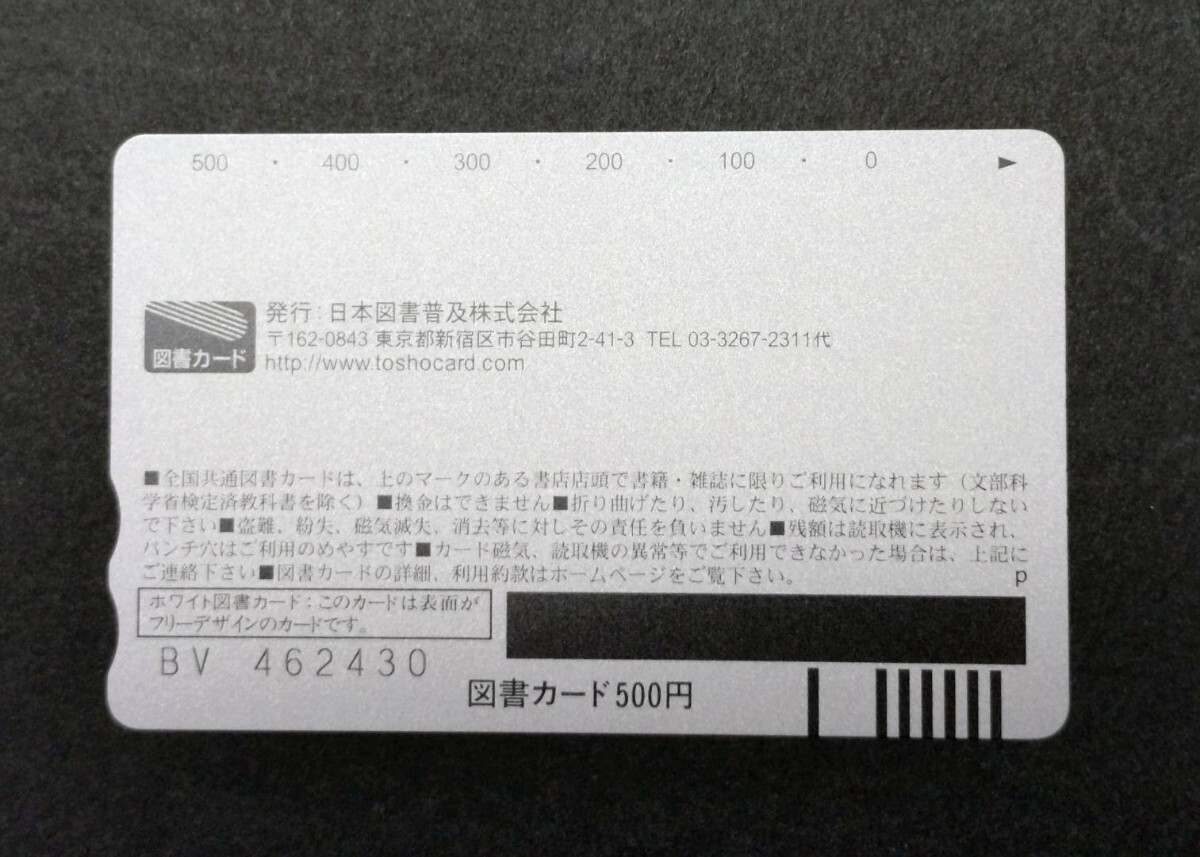 500 ・ 400 ・ 300 ・ 200 ・ 100 ・ 0 ▶
図書カード
発行:日本図書普及株式会社
〒162-0843 東京都新宿区市谷田町2-41-3 TEL 03-3267-2311代
http://www.toshocard.com
■全国共通図書カードは、上のマークのある書店店頭で書籍・雑誌に限りご利用になれます(文部科
学省検定済教科書を除く)■換金はできません■折り曲げたり、汚したり、磁気に近づけたりしない
で下さい■盗難、紛失、磁気減失、消去等に対しその責任を負いません■残額は読取機に表示され、
パンチ穴はご利用のめやすです■カード磁気、読取機の異常等でご利用できなかった場合は、上記に
ご連絡下さい■図書カードの詳細、利用約款はホームページをご覧下さい。
p
ホワイト図書カード:このカードは表面が
フリーデザインのカードです。
BV 462430
図書カード500円